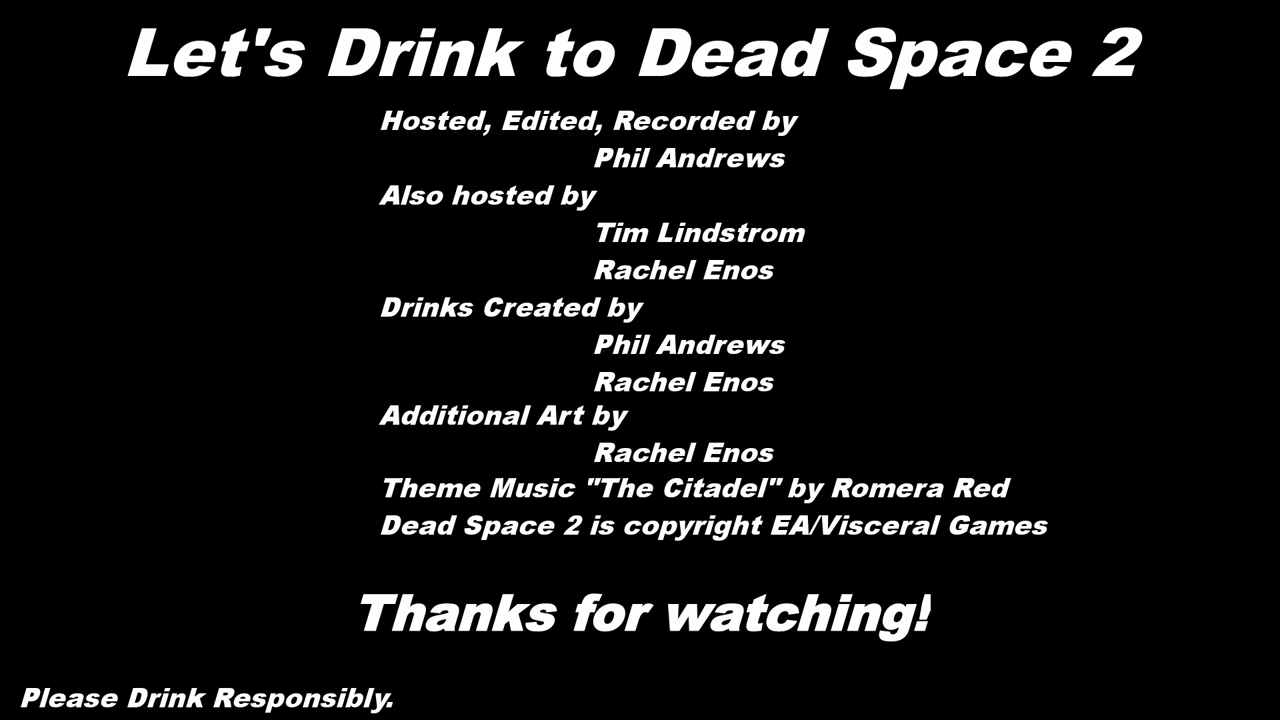 Let's Drink to Dead Space 2
Hosted, Edited, Recorded by
Phil Andrews
Also hosted by
Tim Lindstrom
Rachel Enos
Drinks Created by
Phil Andrews
Rachel Enos
Additional Art by
Rachel Enos
Theme Music "The Citadel" by Romera Red
Dead Space 2 is copyright EA/Visceral Games
Thanks for watching!
Please Drink Responsibly.